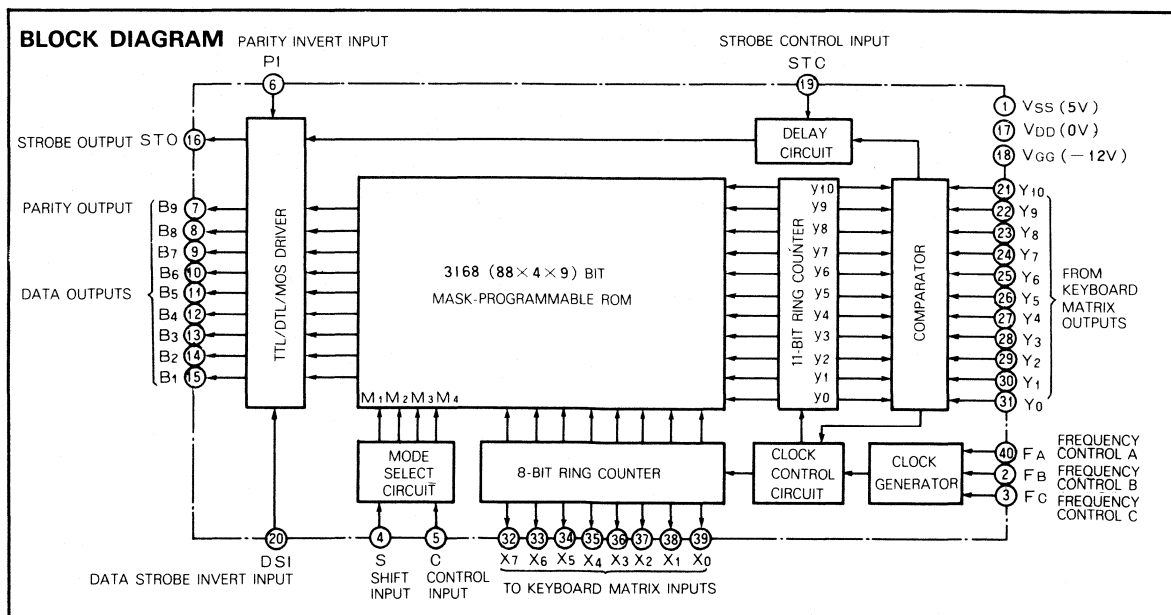 BLOCK DIAGRAM
PARITY INVERT INPUT
PI
6
STROBE CONTROL INPUT
STC
19
1 VSS (5V)
17 VDD (0V)
18 VGG (−12V)
STROBE OUTPUT STO 16
DELAY CIRCUIT
PARITY OUTPUT
DATA OUTPUTS
B9 7
B8 8
B7 9
B6 10
B5 11
B4 12
B3 13
B2 14
B1 15
TTL/DTL/MOS DRIVER
3168 (88×4×9) BIT
MASK-PROGRAMMABLE ROM
M1 M2 M3 M4
11-BIT RING COUNTER
y10
y9
y8
y7
y6
y5
y4
y3
y2
y1
y0
COMPARATOR
21 Y10
22 Y9
23 Y8
24 Y7
25 Y6
26 Y5
27 Y4
28 Y3
29 Y2
30 Y1
31 Y0
FROM
KEYBOARD
MATRIX
OUTPUTS
MODE
SELECT
CIRCUIT
8-BIT RING COUNTER
CLOCK
CONTROL
CIRCUIT
CLOCK
GENERATOR
40 FA FREQUENCY CONTROL A
2 FB FREQUENCY CONTROL B
3 FC FREQUENCY CONTROL C
20 4 5 32 33 34 35 36 37 38 39
DSI S C X7 X6 X5 X4 X3 X2 X1 X0
DATA STROBE INVERT INPUT
SHIFT INPUT
CONTROL INPUT
TO KEYBOARD MATRIX INPUTS